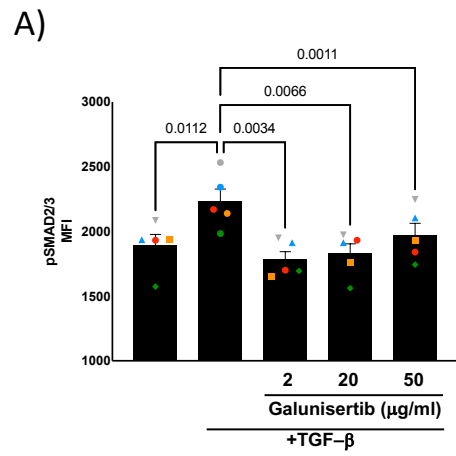 A)
0.0011
0.0066
0.0112 0.0034
3000
2500
2000
1500
1000
pSMAD2/3
MFI
2 20 50
Galunisertib (μg/ml)
+TGF–β